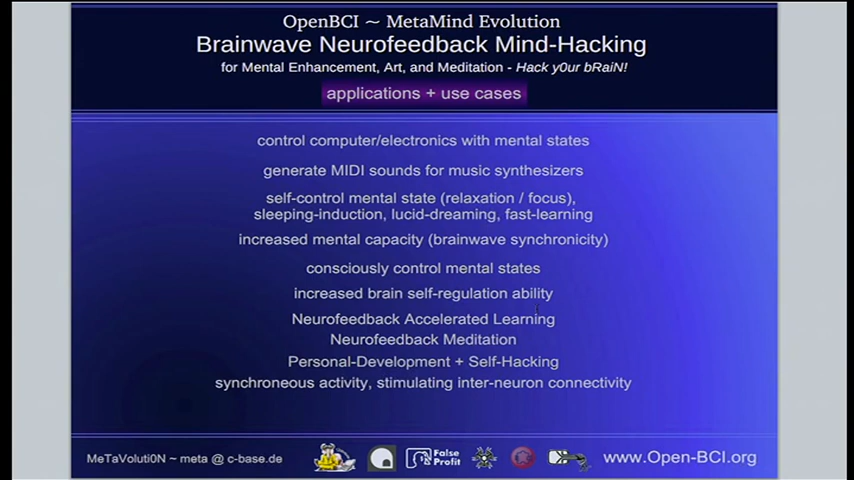 OpenBCI ~ MetaMind Evolution
Brainwave Neurofeedback Mind-Hacking
for Mental Enhancement, Art, and Meditation - Hack y0ur bRaiN!
applications + use cases
control computer/electronics with mental states
generate MIDI sounds for music synthesizers
self-control mental state (relaxation / focus),
sleeping-induction, lucid-dreaming, fast-learning
increased mental capacity (brainwave synchronicity)
consciously control mental states
increased brain self-regulation ability
Neurofeedback Accelerated Learning
Neurofeedback Meditation
Personal-Development + Self-Hacking
synchroneous activity, stimulating inter-neuron connectivity
MeTaVoluti0N ~ meta @ c-base.de
False
Profit
www.Open-BCI.org